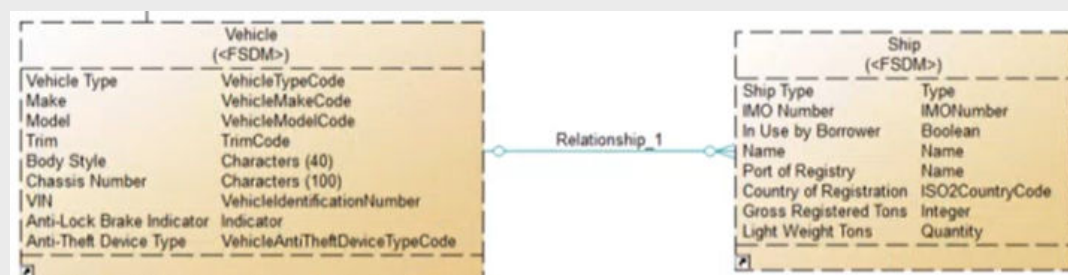 Vehicle
(<FSDM>)
Vehicle Type VehicleTypeCode
Make VehicleMakeCode
Model VehicleModelCode
Trim TrimCode
Body Style Characters (40)
Chassis Number Characters (100)
VIN VehicleIdentificationNumber
Anti-Lock Brake Indicator Indicator
Anti-Theft Device Type VehicleAntiTheftDeviceTypeCode
Relationship_1
Ship
(<FSDM>)
Ship Type Type
IMO Number IMONumber
In Use by Borrower Boolean
Name Name
Port of Registry Name
Country of Registration ISO2CountryCode
Gross Registered Tons Integer
Light Weight Tons Quantity